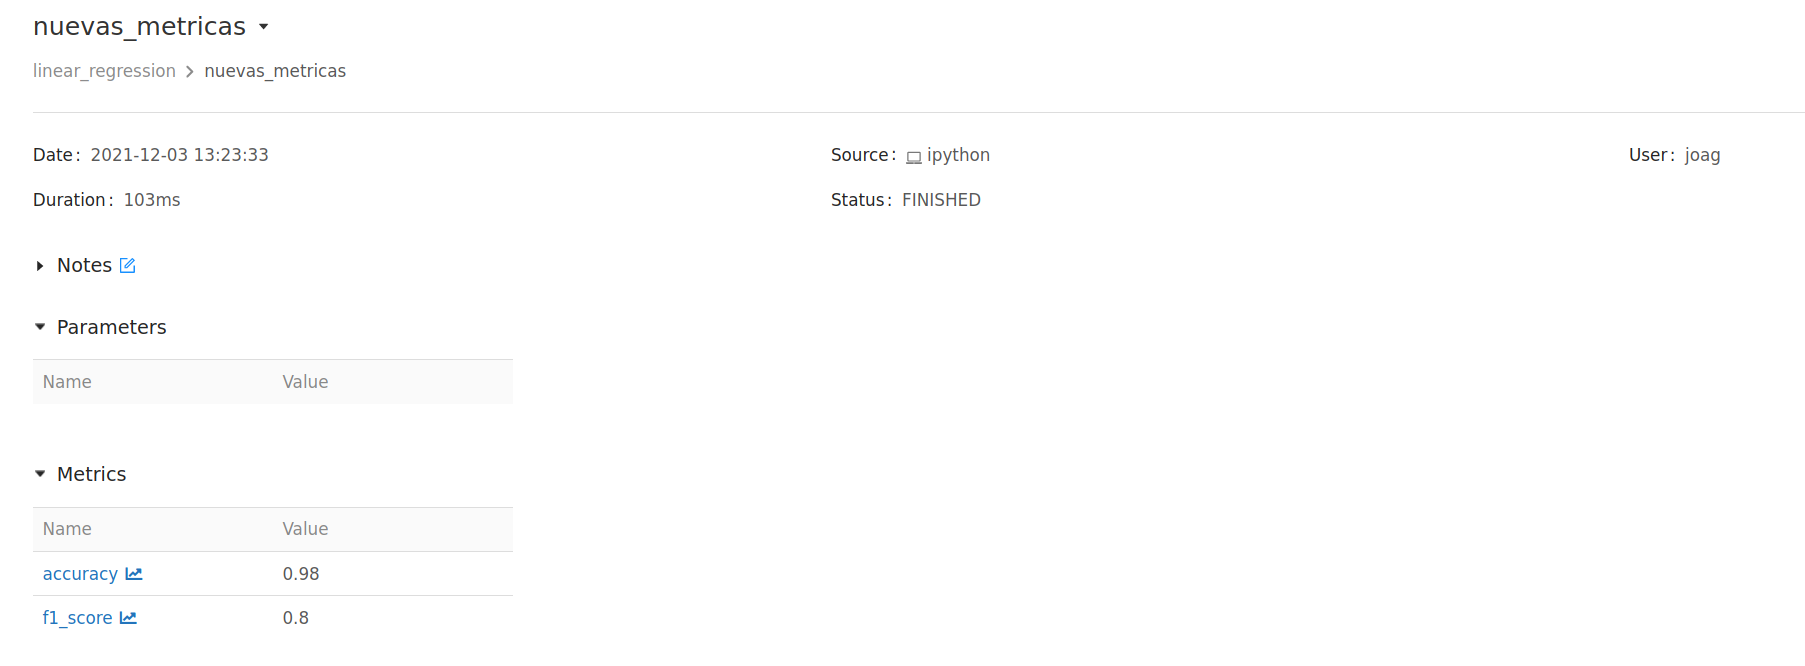 nuevas_metricas
linear_regression > nuevas_metricas
Date: 2021-12-03 13:23:33 Source: ipython User: joag
Duration: 103ms Status: FINISHED
Notes
Parameters
Name Value
Metrics
Name Value
accuracy 0.98
f1_score 0.8